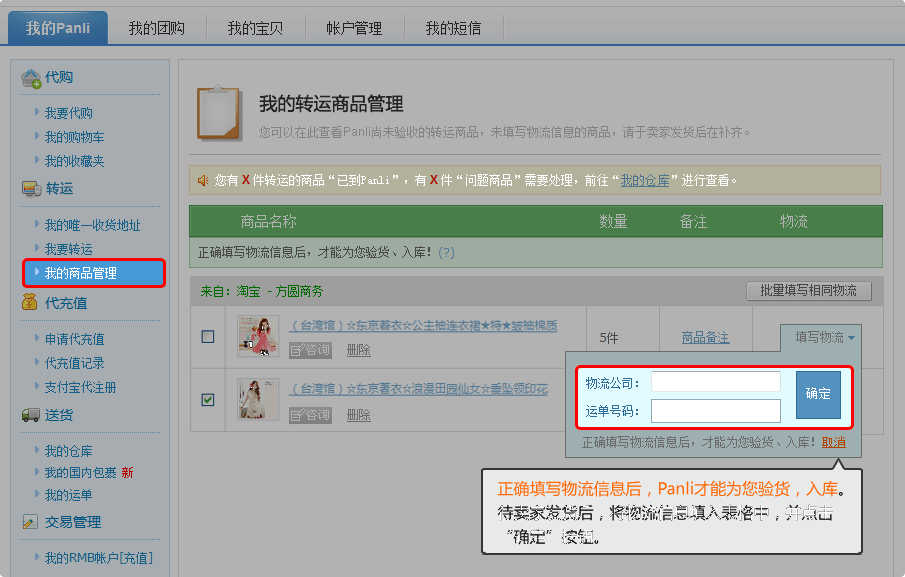 我的Panli
我的团购
我的宝贝
帐户管理
我的短信
代购
我要代购
我的购物车
我的收藏夹
转运
我的唯一收货地址
我要转运
我的商品管理
代充值
申请代充值
代充值记录
支付宝代注册
送货
我的仓库
我的国内包裹 新
我的运单
交易管理
我的RMB帐户[充值]
我的转运商品管理
您可以在此查看Panli尚未验收的转运商品，未填写物流信息的商品，请于卖家发货后在补齐。
您有 X 件转运的商品“已到Panli”，有 X 件“问题商品”需要处理，前往“我的仓库”进行查看。
商品名称 数量 备注 物流
正确填写物流信息后，才能为您验货、入库！(?)
来自：淘宝 - 方圆商务
批量填写相同物流
（台湾馆）☆东京着衣☆公主袖连衣裙★特★皱袖棉质
咨询 删除
5件
商品备注
填写物流
（台湾馆）☆东京著衣☆浪漫田园仙女☆垂坠领印花
咨询 删除
物流公司：
运单号码：
确定
正确填写物流信息后，才能为您验货、入库！取消
正确填写物流信息后，Panli才能为您验货，入库。
待卖家发货后，将物流信息填入表格中，并点击
“确定”按钮。